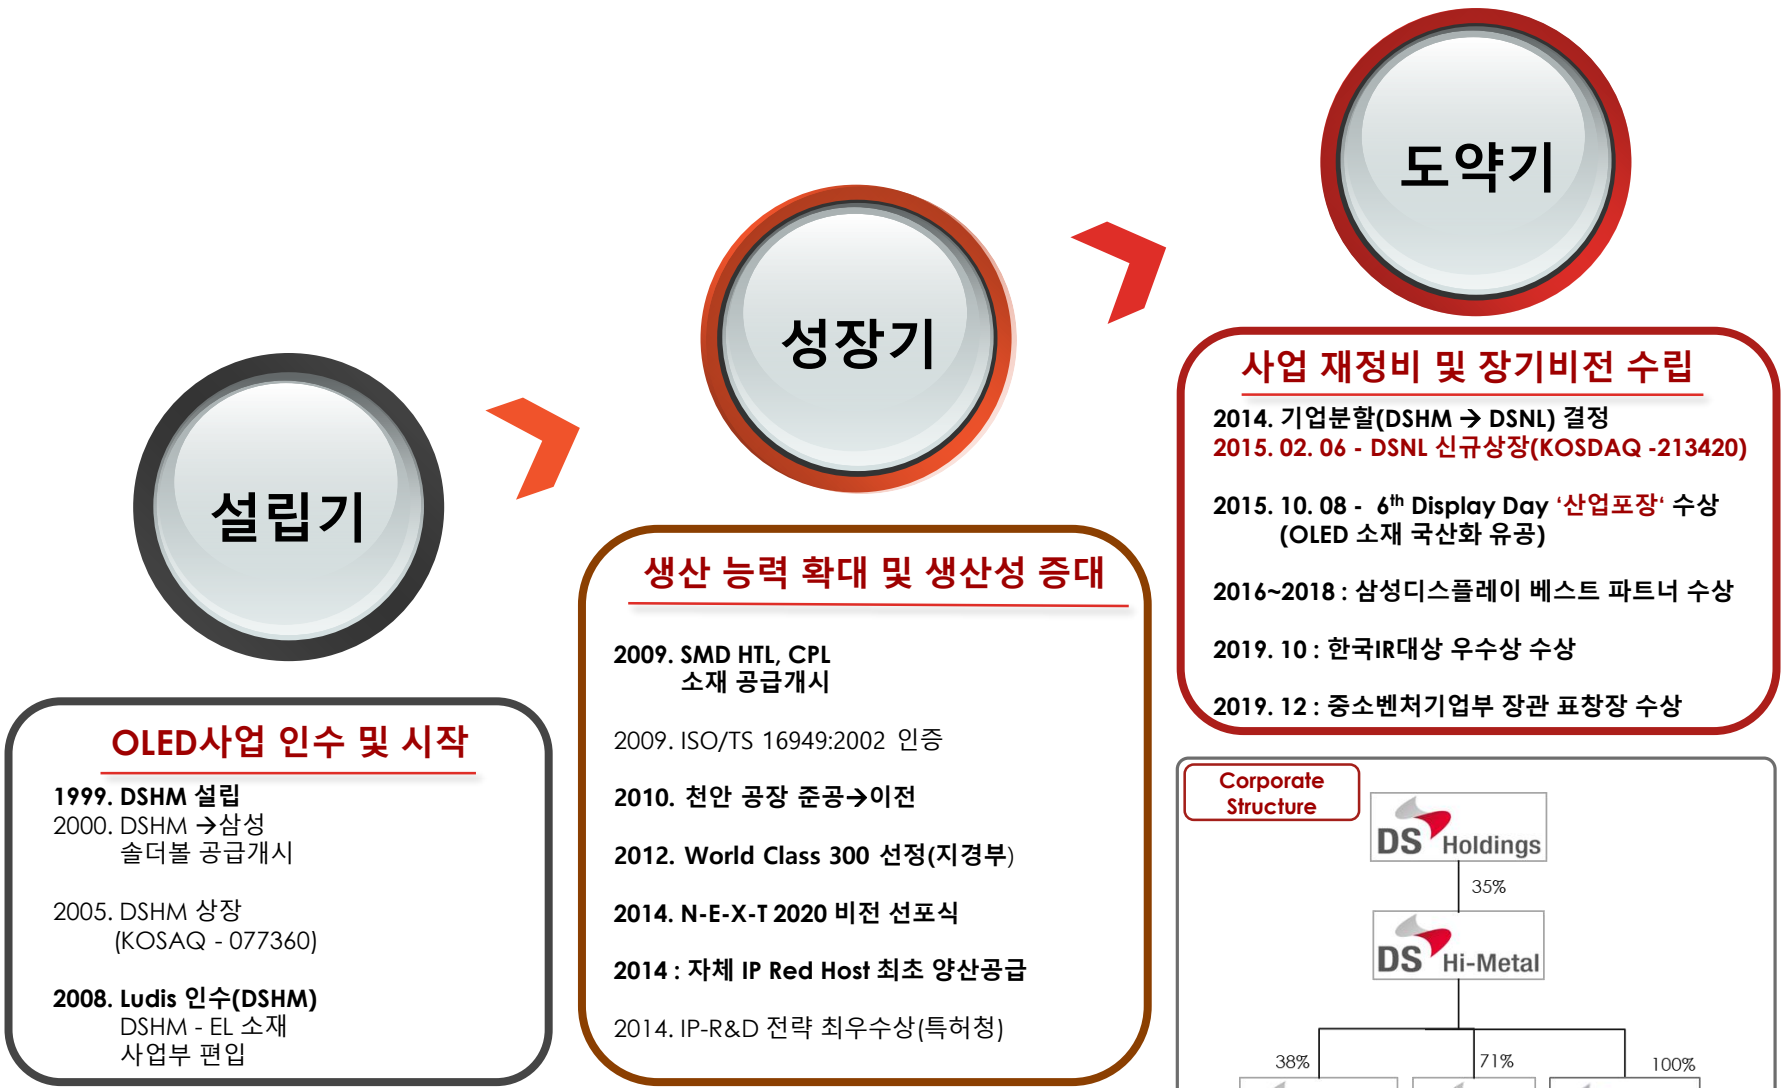 설립기
OLED사업 인수 및 시작
1999. DSHM 설립
2000. DSHM →삼성
솔더볼 공급개시
2005. DSHM 상장
(KOSAQ - 077360)
2008. Ludis 인수(DSHM)
DSHM - EL 소재
사업부 편입
성장기
생산 능력 확대 및 생산성 증대
2009. SMD HTL, CPL
소재 공급개시
2009. ISO/TS 16949:2002 인증
2010. 천안 공장 준공→이전
2012. World Class 300 선정(지경부)
2014. N-E-X-T 2020 비전 선포식
2014 : 자체 IP Red Host 최초 양산공급
2014. IP-R&D 전략 최우수상(특허청)
도약기
사업 재정비 및 장기비전 수립
2014. 기업분할(DSHM → DSNL) 결정
2015. 02. 06 - DSNL 신규상장(KOSDAQ -213420)
2015. 10. 08 - 6th Display Day ‘산업포장‘ 수상
(OLED 소재 국산화 유공)
2016~2018 : 삼성디스플레이 베스트 파트너 수상
2019. 10 : 한국IR대상 우수상 수상
2019. 12 : 중소벤처기업부 장관 표창장 수상
Corporate
Structure
DS Holdings
35%
DS Hi-Metal
38%
71%
100%